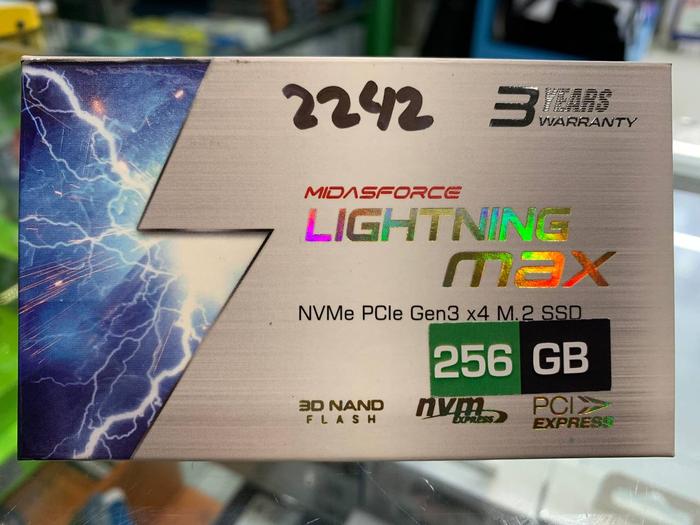 2242
3 YEARS
WARRANTY
MIDASFORCE
LIGHTNING
max
NVMe PCIe Gen3 x4 M.2 SSD
256 GB
3D NAND
FLASH
nvm
EXPRESS
PCI
EXPRESS